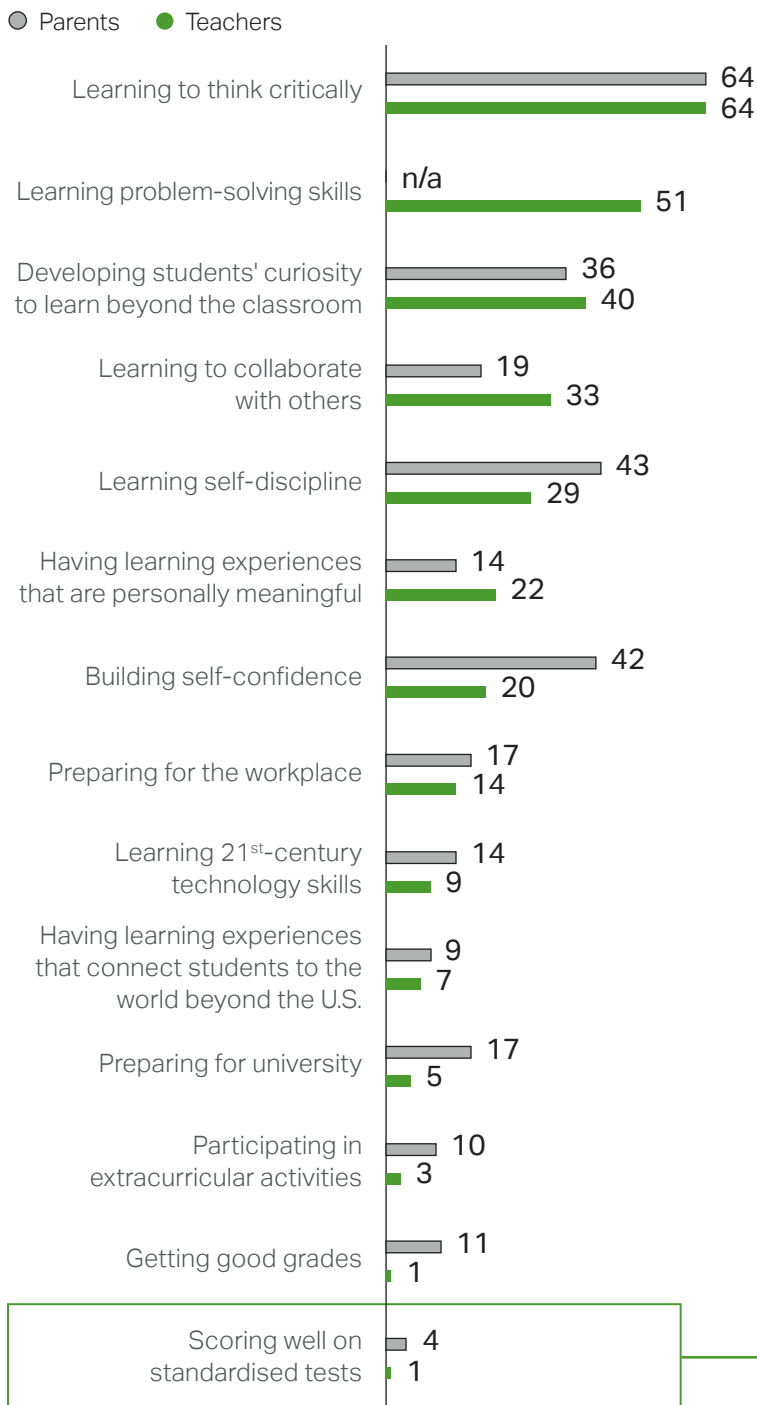 Parents Teachers
Learning to think critically
64
64
Learning problem-solving skills
n/a
51
Developing students' curiosity
to learn beyond the classroom
36
40
Learning to collaborate
with others
19
33
Learning self-discipline
43
29
Having learning experiences
that are personally meaningful
14
22
Building self-confidence
42
20
Preparing for the workplace
17
14
Learning 21st-century
technology skills
14
9
Having learning experiences
that connect students to the
world beyond the U.S.
9
7
Preparing for university
17
5
Participating in
extracurricular activities
10
3
Getting good grades
11
1
Scoring well on
standardised tests
4
1